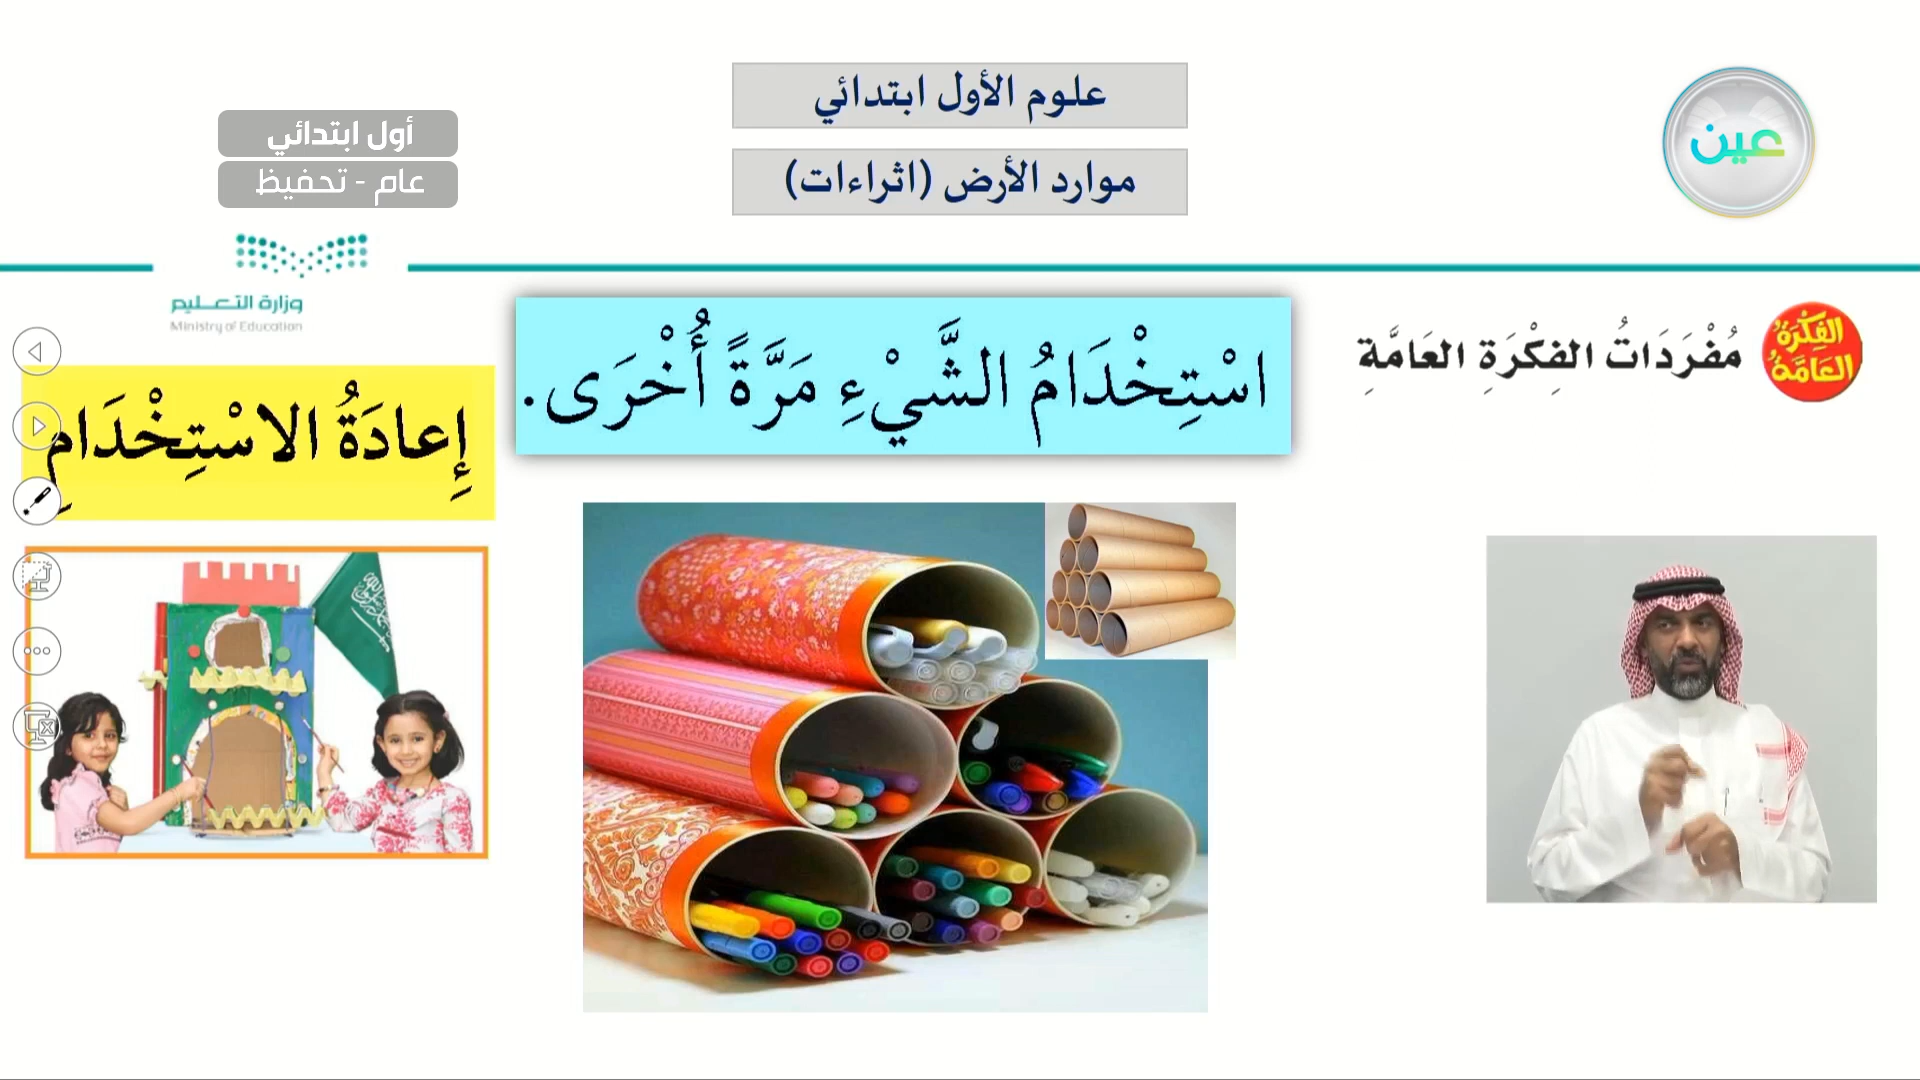 علوم الأول ابتدائي
موارد الأرض (اثراءات)
عين
أول ابتدائي
عام - تحفيظ
وزارة التعليم
Ministry of Education
الفِكْرَةُ
العَامَّةُ
مُفْرَدَاتُ الفِكْرَةِ العَامَّةِ
اسْتِخْدَامُ الشَّيْءِ مَرَّةً أُخْرَى.
إِعادَةُ الاسْتِخْدَامِ